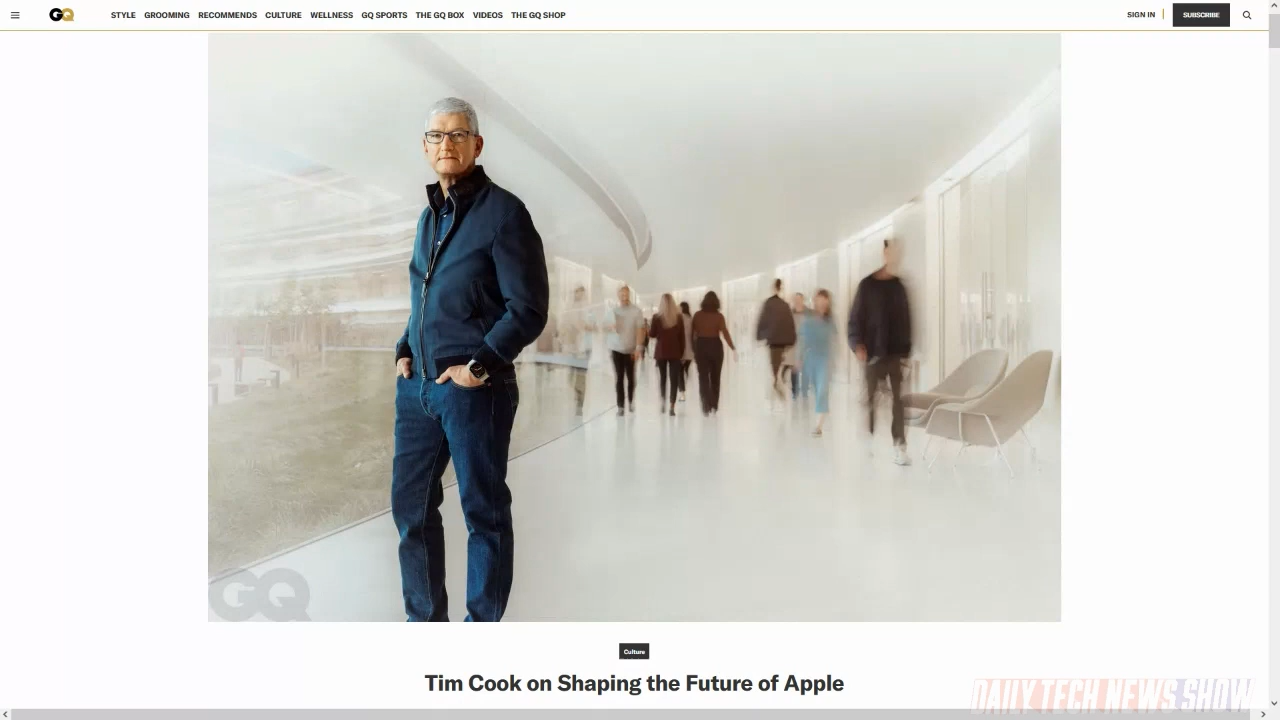 GQ STYLE GROOMING RECOMMENDS CULTURE WELLNESS GQ SPORTS THE GQ BOX VIDEOS THE GQ SHOP SIGN IN SUBSCRIBE
GQ
Culture
Tim Cook on Shaping the Future of Apple
DAILY TECH NEWS SHOW